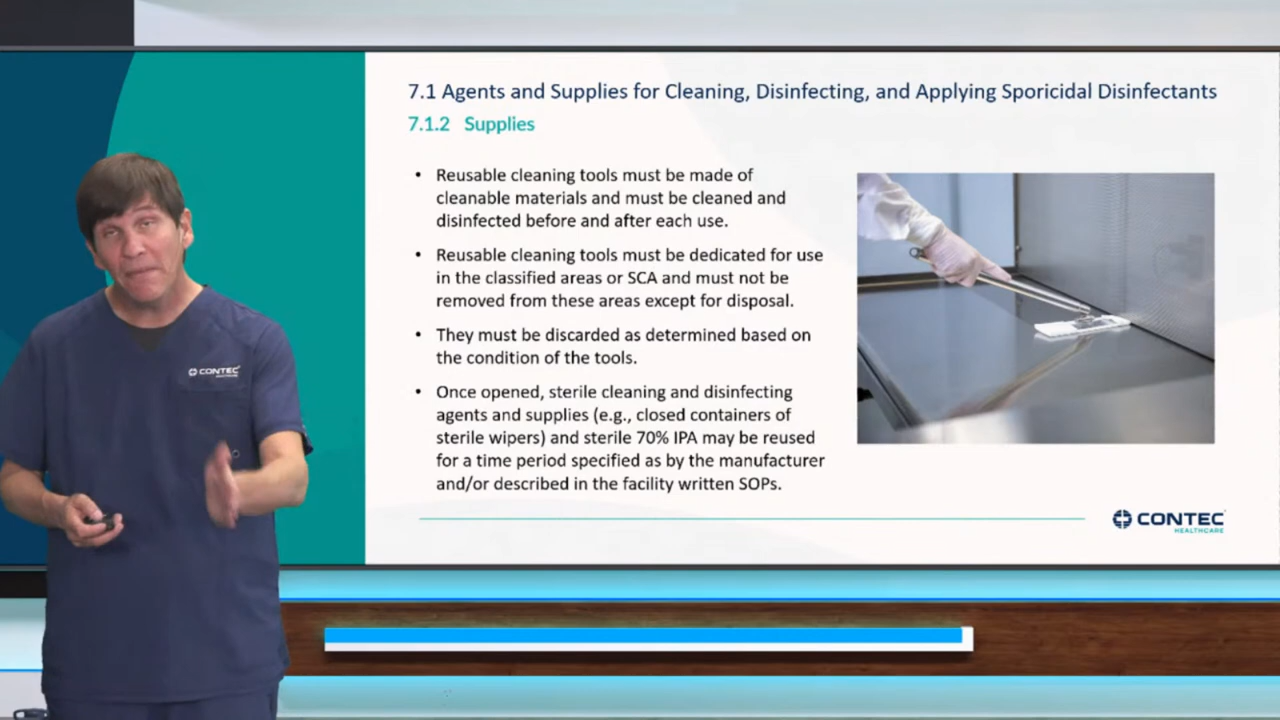 7.1 Agents and Supplies for Cleaning, Disinfecting, and Applying Sporicidal Disinfectants
7.1.2 Supplies
• Reusable cleaning tools must be made of
cleanable materials and must be cleaned and
disinfected before and after each use.
• Reusable cleaning tools must be dedicated for use
in the classified areas or SCA and must not be
removed from these areas except for disposal.
• They must be discarded as determined based on
the condition of the tools.
• Once opened, sterile cleaning and disinfecting
agents and supplies (e.g., closed containers of
sterile wipers) and sterile 70% IPA may be reused
for a time period specified as by the manufacturer
and/or described in the facility written SOPs.
CONTEC
HEALTHCARE
CONTEC
HEALTHCARE